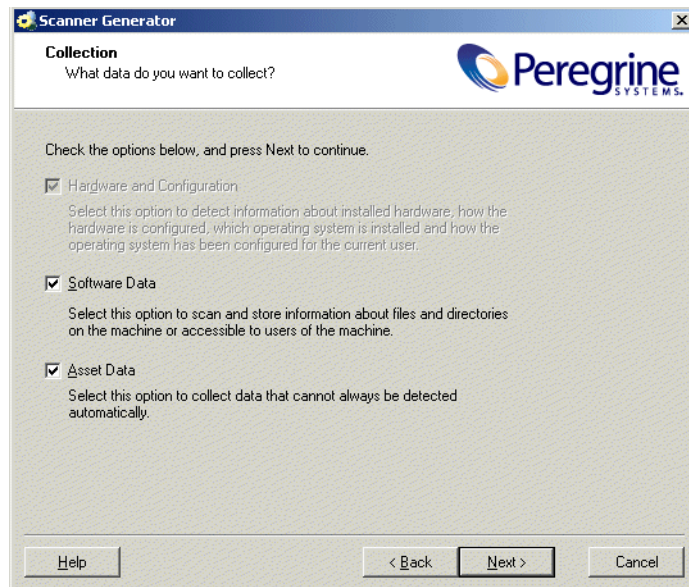 Scanner Generator
Collection
What data do you want to collect?
Peregrine
SYSTEMS.
Check the options below, and press Next to continue.
Hardware and Configuration
Select this option to detect information about installed hardware, how the
hardware is configured, which operating system is installed and how the
operating system has been configured for the current user.
Software Data
Select this option to scan and store information about files and directories
on the machine or accessible to users of the machine.
Asset Data
Select this option to collect data that cannot always be detected
automatically.
Help
< Back
Next >
Cancel